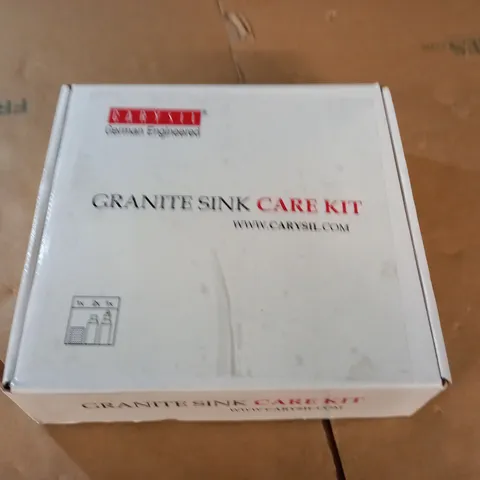 CARYSIL®
German Engineered
GRANITE SINK CARE KIT
WWW.CARYSIL.COM
GRANITE SINK CARE KIT
WWW.CARYSIL.COM